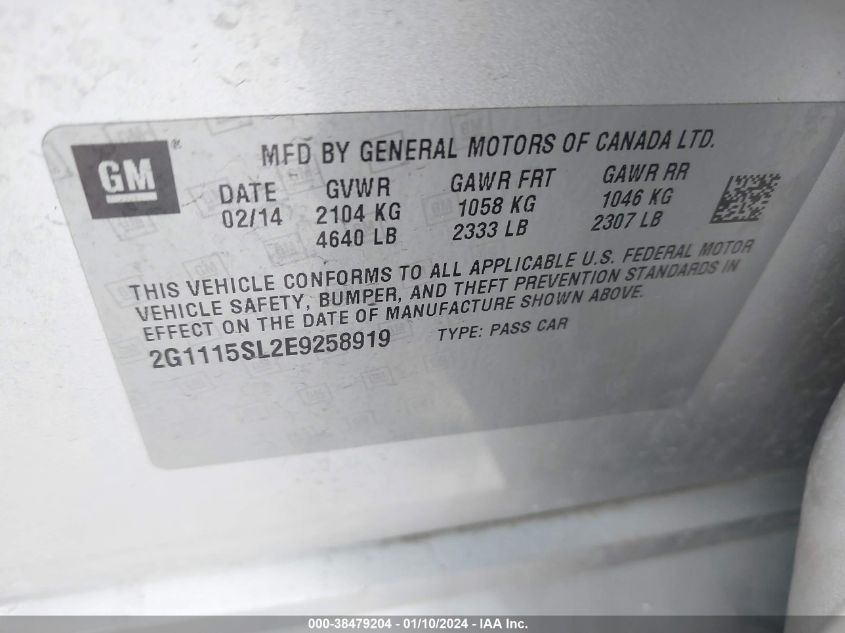 GM ®
MFD BY GENERAL MOTORS OF CANADA LTD.
DATE GVWR GAWR FRT GAWR RR
02/14 2104 KG 1058 KG 1046 KG
4640 LB 2333 LB 2307 LB
THIS VEHICLE CONFORMS TO ALL APPLICABLE U.S. FEDERAL MOTOR
VEHICLE SAFETY, BUMPER, AND THEFT PREVENTION STANDARDS IN
EFFECT ON THE DATE OF MANUFACTURE SHOWN ABOVE.
2G1115SL2E9258919 TYPE: PASS CAR
000-38479204 - 01/10/2024 - IAA Inc.